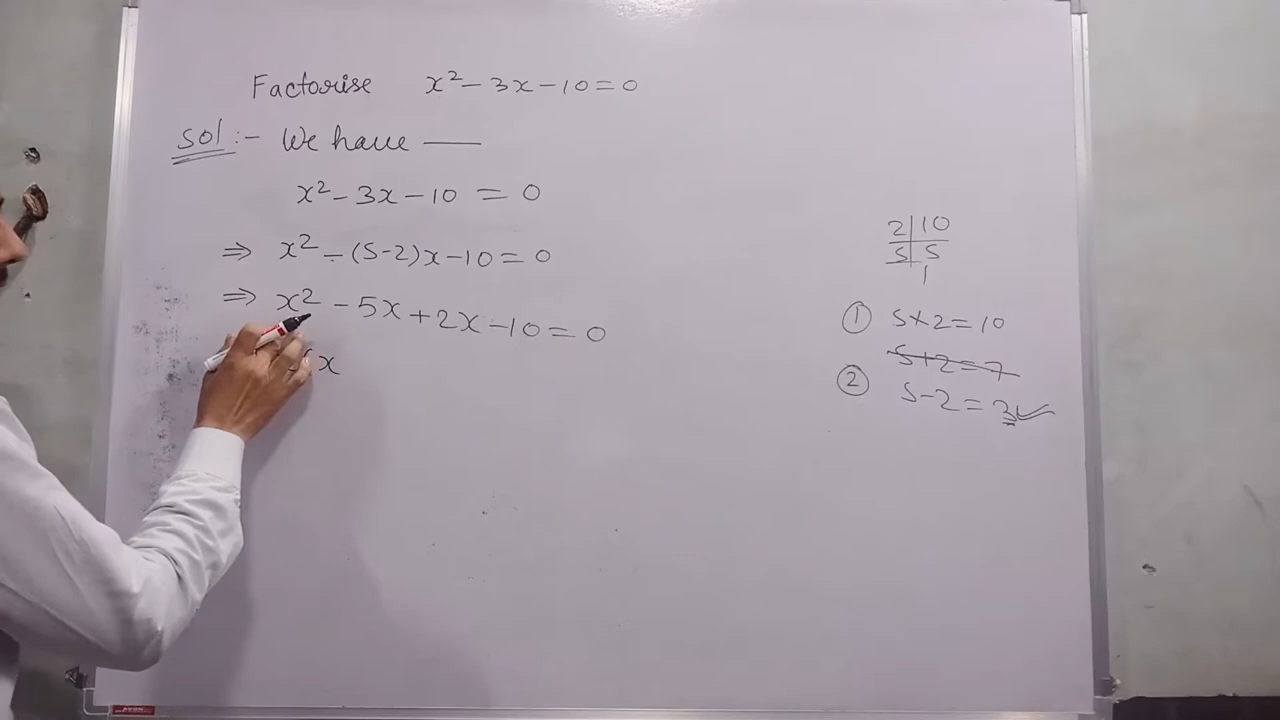 Factorise x² - 3x - 10 = 0
Sol :- We have —
x² - 3x - 10 = 0
⇒ x² - (5-2)x - 10 = 0
⇒ x² - 5x + 2x - 10 = 0
x
2 | 10
5 | 5
1
① 5×2 = 10
5+2 = 7
② 5-2 = 3✓